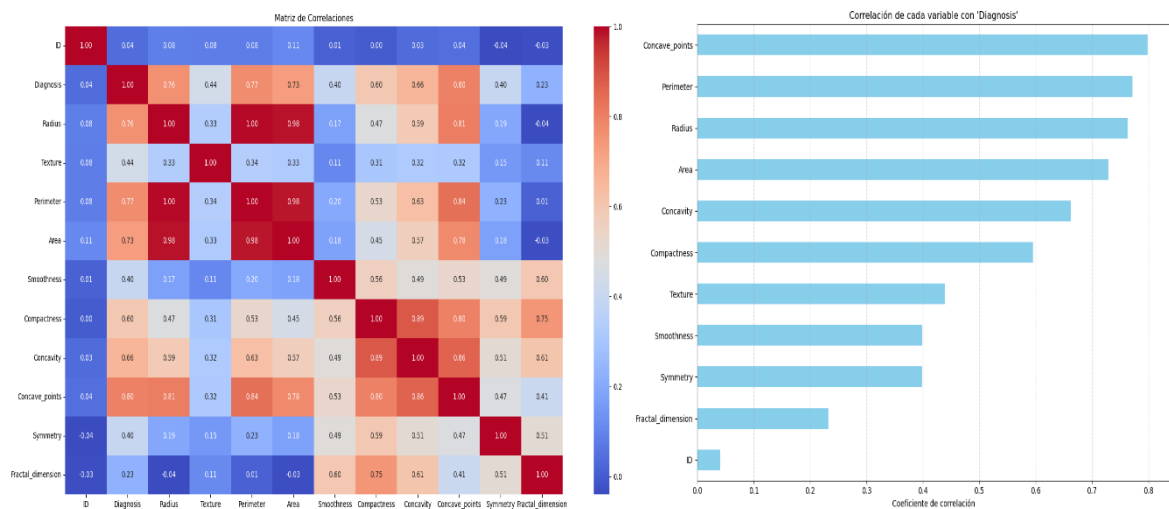 Matriz de Correlaciones
ID 1.00 0.04 0.08 0.08 0.08 0.11 0.01 0.00 0.03 0.04 -0.04 -0.03
Diagnosis 0.04 1.00 0.76 0.44 0.77 0.73 0.40 0.60 0.66 0.80 0.40 0.23
Radius 0.08 0.76 1.00 0.33 1.00 0.98 0.17 0.47 0.59 0.81 0.19 -0.04
Texture 0.08 0.44 0.33 1.00 0.34 0.33 0.11 0.31 0.32 0.32 0.15 0.11
Perimeter 0.08 0.77 1.00 0.34 1.00 0.98 0.20 0.53 0.63 0.84 0.23 0.01
Area 0.11 0.73 0.98 0.33 0.98 1.00 0.18 0.45 0.57 0.78 0.18 -0.03
Smoothness 0.01 0.40 0.17 0.11 0.20 0.18 1.00 0.56 0.49 0.53 0.49 0.60
Compactness 0.00 0.60 0.47 0.31 0.53 0.45 0.56 1.00 0.89 0.80 0.59 0.75
Concavity 0.03 0.66 0.59 0.32 0.63 0.57 0.49 0.89 1.00 0.86 0.51 0.61
Concave_points 0.04 0.80 0.81 0.32 0.84 0.78 0.53 0.80 0.86 1.00 0.47 0.41
Symmetry -0.04 0.40 0.19 0.15 0.23 0.18 0.49 0.59 0.51 0.47 1.00 0.51
Fractal_dimension -0.03 0.23 -0.04 0.11 0.01 -0.03 0.60 0.75 0.61 0.41 0.51 1.00
ID Diagnosis Radius Texture Perimeter Area Smoothness Compactness Concavity Concave_points Symmetry Fractal_dimension
1.0
0.8
0.6
0.4
0.2
0.0
Correlación de cada variable con 'Diagnosis'
Concave_points
Perimeter
Radius
Area
Concavity
Compactness
Texture
Smoothness
Symmetry
Fractal_dimension
ID
0.0 0.1 0.2 0.3 0.4 0.5 0.6 0.7 0.8
Coeficiente de correlación